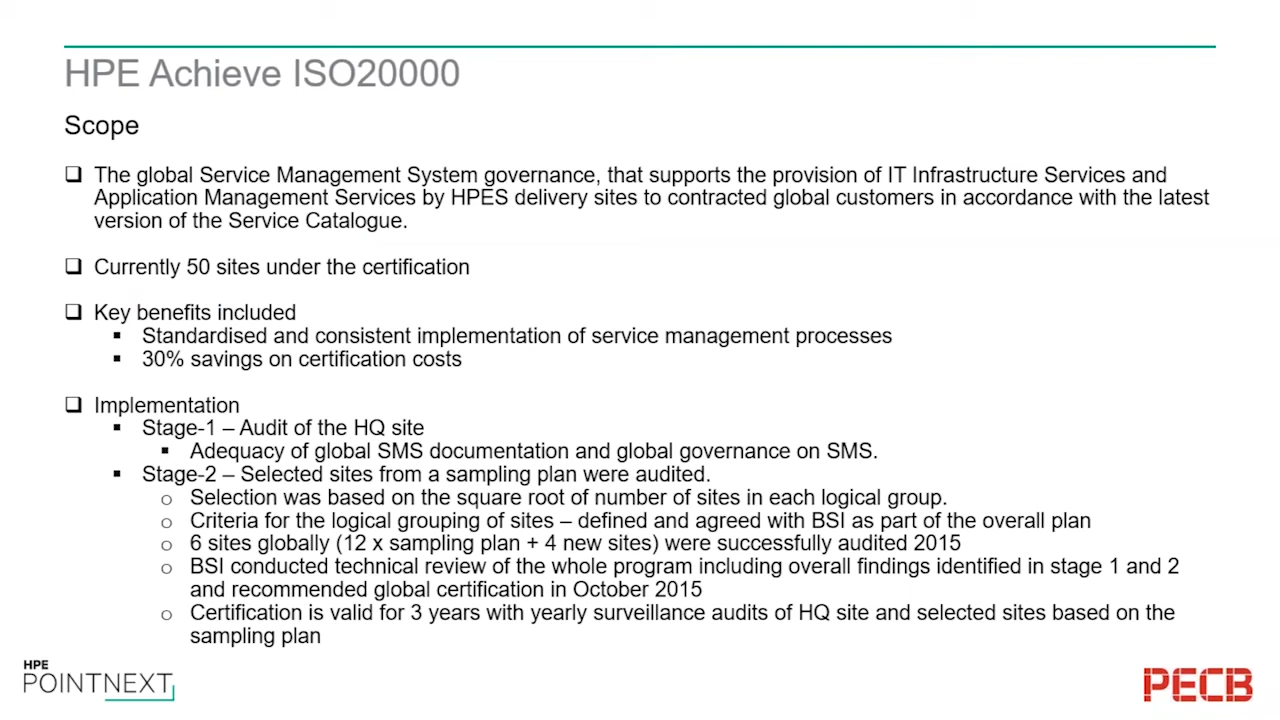 HPE Achieve ISO20000
Scope
❑ The global Service Management System governance, that supports the provision of IT Infrastructure Services and
Application Management Services by HPES delivery sites to contracted global customers in accordance with the latest
version of the Service Catalogue.
❑ Currently 50 sites under the certification
❑ Key benefits included
▪ Standardised and consistent implementation of service management processes
▪ 30% savings on certification costs
❑ Implementation
▪ Stage-1 – Audit of the HQ site
▪ Adequacy of global SMS documentation and global governance on SMS.
▪ Stage-2 – Selected sites from a sampling plan were audited.
o Selection was based on the square root of number of sites in each logical group.
o Criteria for the logical grouping of sites – defined and agreed with BSI as part of the overall plan
o 6 sites globally (12 x sampling plan + 4 new sites) were successfully audited 2015
o BSI conducted technical review of the whole program including overall findings identified in stage 1 and 2
and recommended global certification in October 2015
o Certification is valid for 3 years with yearly surveillance audits of HQ site and selected sites based on the
sampling plan
HPE
POINTNEXT
PECB